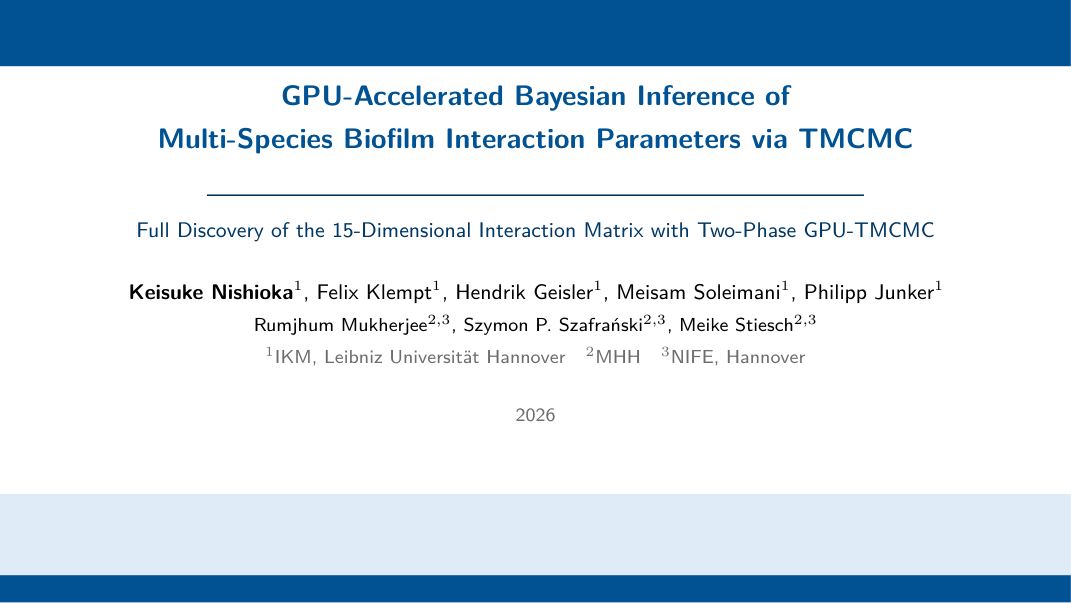 GPU-Accelerated Bayesian Inference of
Multi-Species Biofilm Interaction Parameters via TMCMC
Full Discovery of the 15-Dimensional Interaction Matrix with Two-Phase GPU-TMCMC
Keisuke Nishioka¹, Felix Klempt¹, Hendrik Geisler¹, Meisam Soleimani¹, Philipp Junker¹
Rumjhum Mukherjee²,³, Szymon P. Szafrański²,³, Meike Stiesch²,³
¹IKM, Leibniz Universität Hannover ²MHH ³NIFE, Hannover
2026